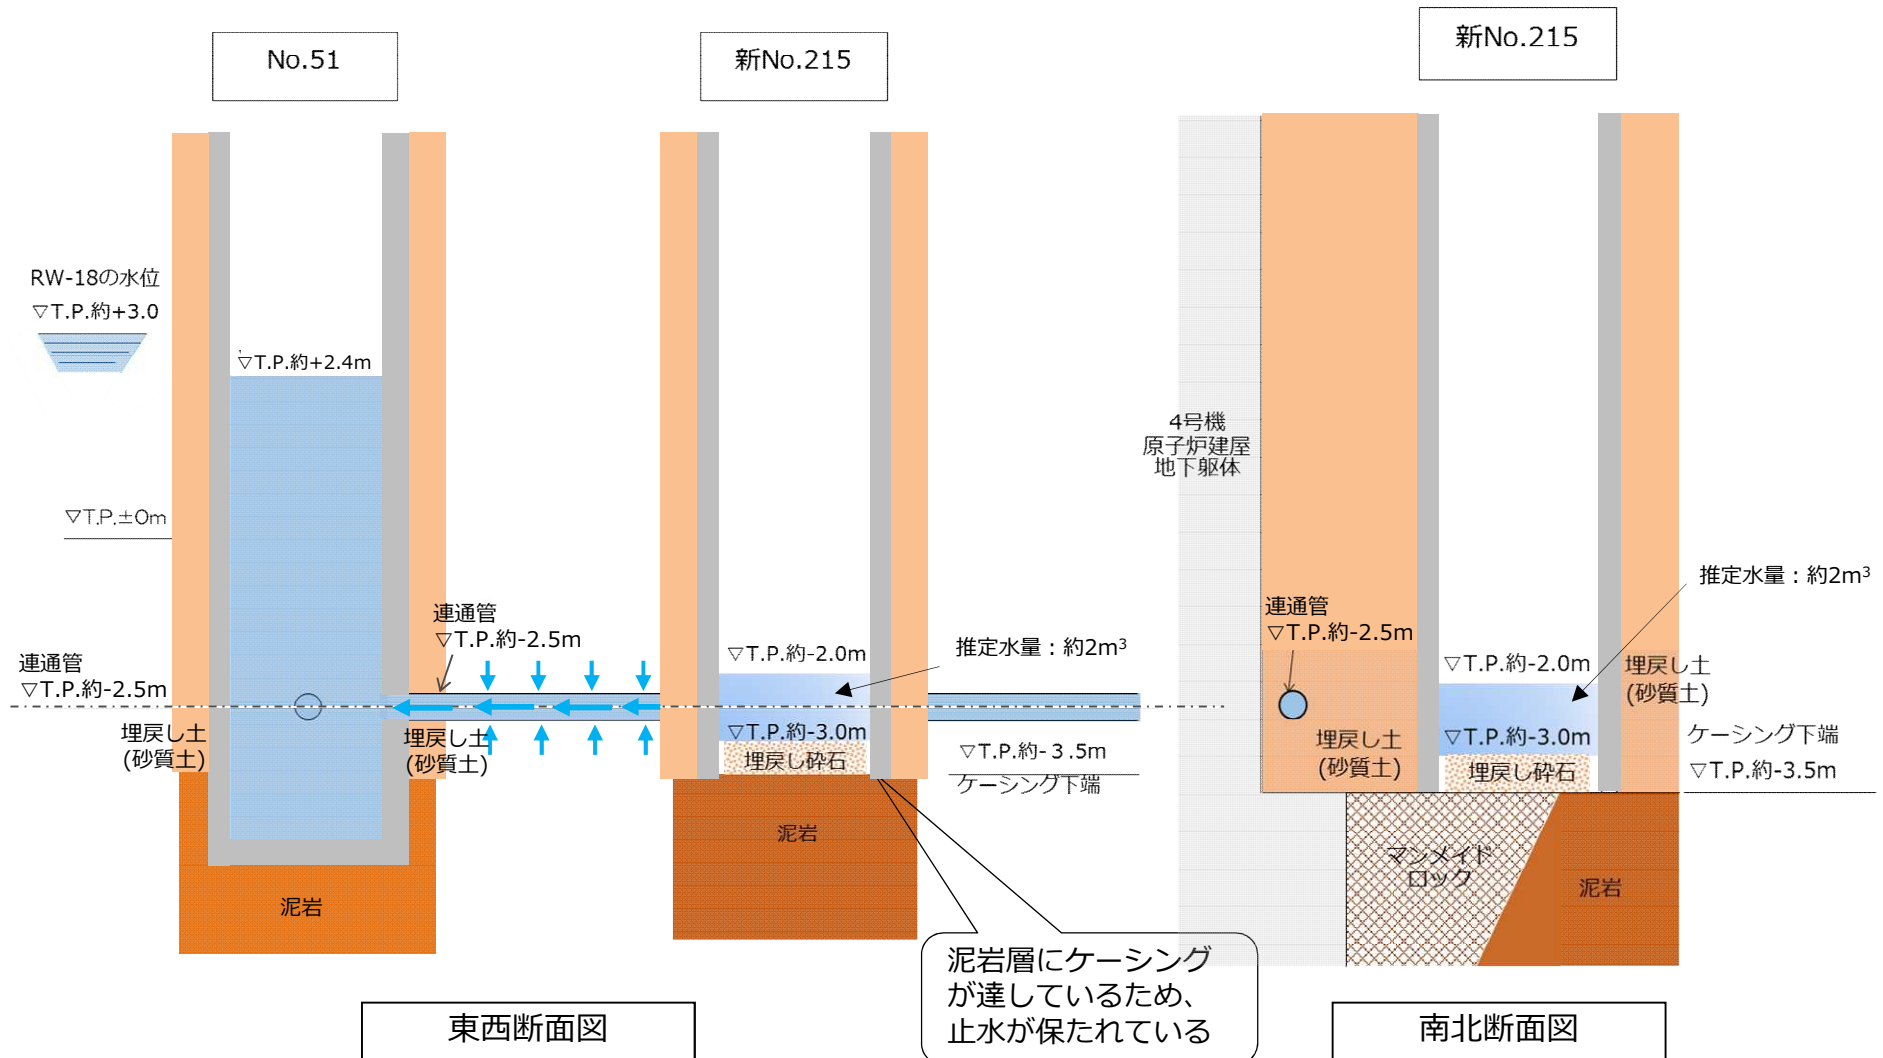 No.51
新No.215
新No.215
RW-18の水位
▽T.P.約+3.0
▽T.P.約+2.4m
▽T.P.±0m
連通管
▽T.P.約-2.5m
埋戻し土
(砂質土)
泥岩
連通管
▽T.P.約-2.5m
埋戻し土
(砂質土)
▽T.P.約-2.0m
▽T.P.約-3.0m
埋戻し砕石
泥岩
推定水量：約2m³
▽T.P.約-３.5m
ケーシング下端
泥岩層にケーシング
が達しているため、
止水が保たれている
東西断面図
4号機
原子炉建屋
地下躯体
連通管
▽T.P.約-2.5m
埋戻し土
(砂質土)
▽T.P.約-2.0m
▽T.P.約-3.0m
埋戻し砕石
推定水量：約2m³
埋戻し土
(砂質土)
ケーシング下端
▽T.P.約-3.5m
マンメイド
ロック
泥岩
南北断面図